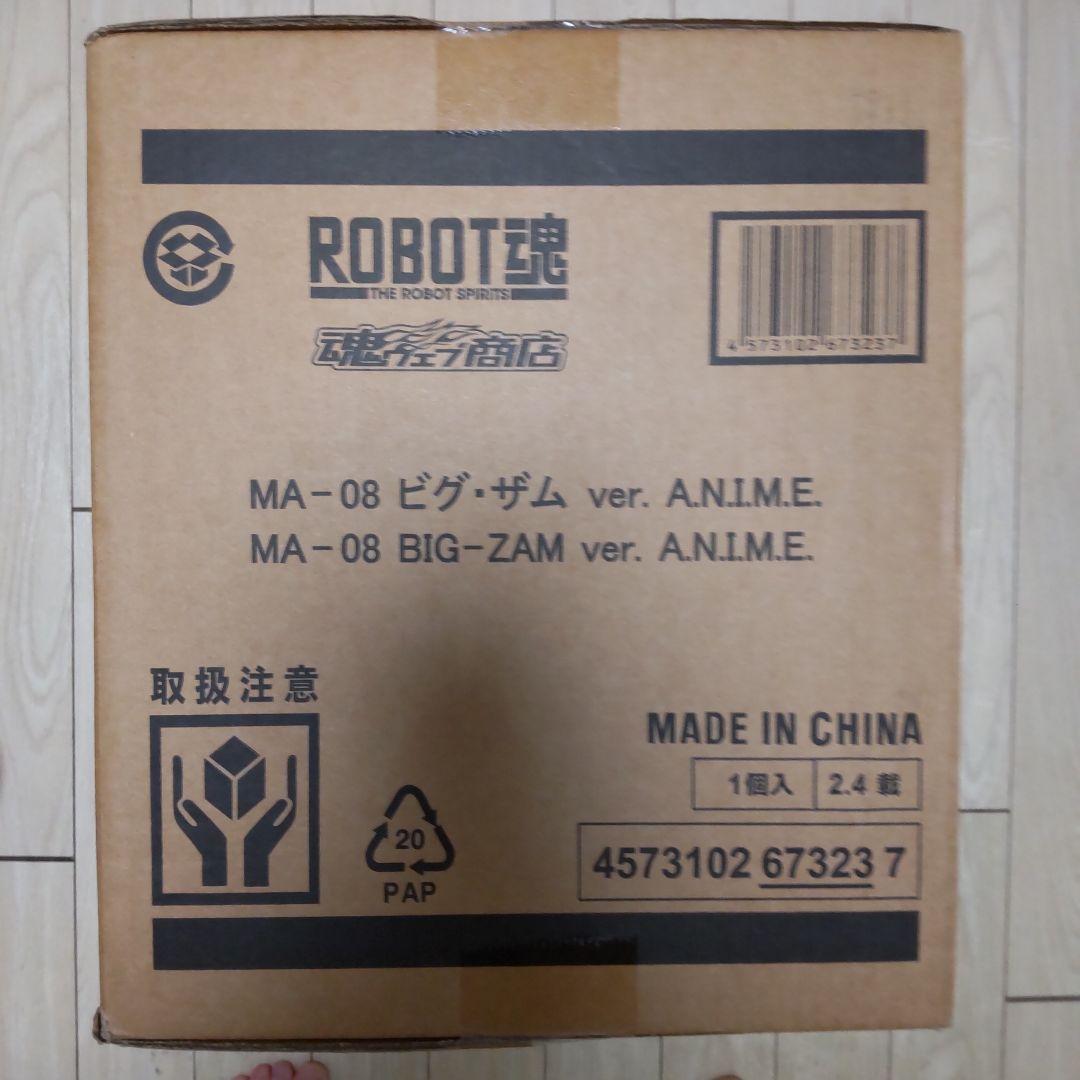 ROBOT魂
THE ROBOT SPIRITS
魂ウェブ商店
4 573102 673237
MA-08 ビグ・ザム ver. A.N.I.M.E.
MA-08 BIG-ZAM ver. A.N.I.M.E.
取扱注意
MADE IN CHINA
1個入 2.4 載
20
PAP
4573102 67323 7